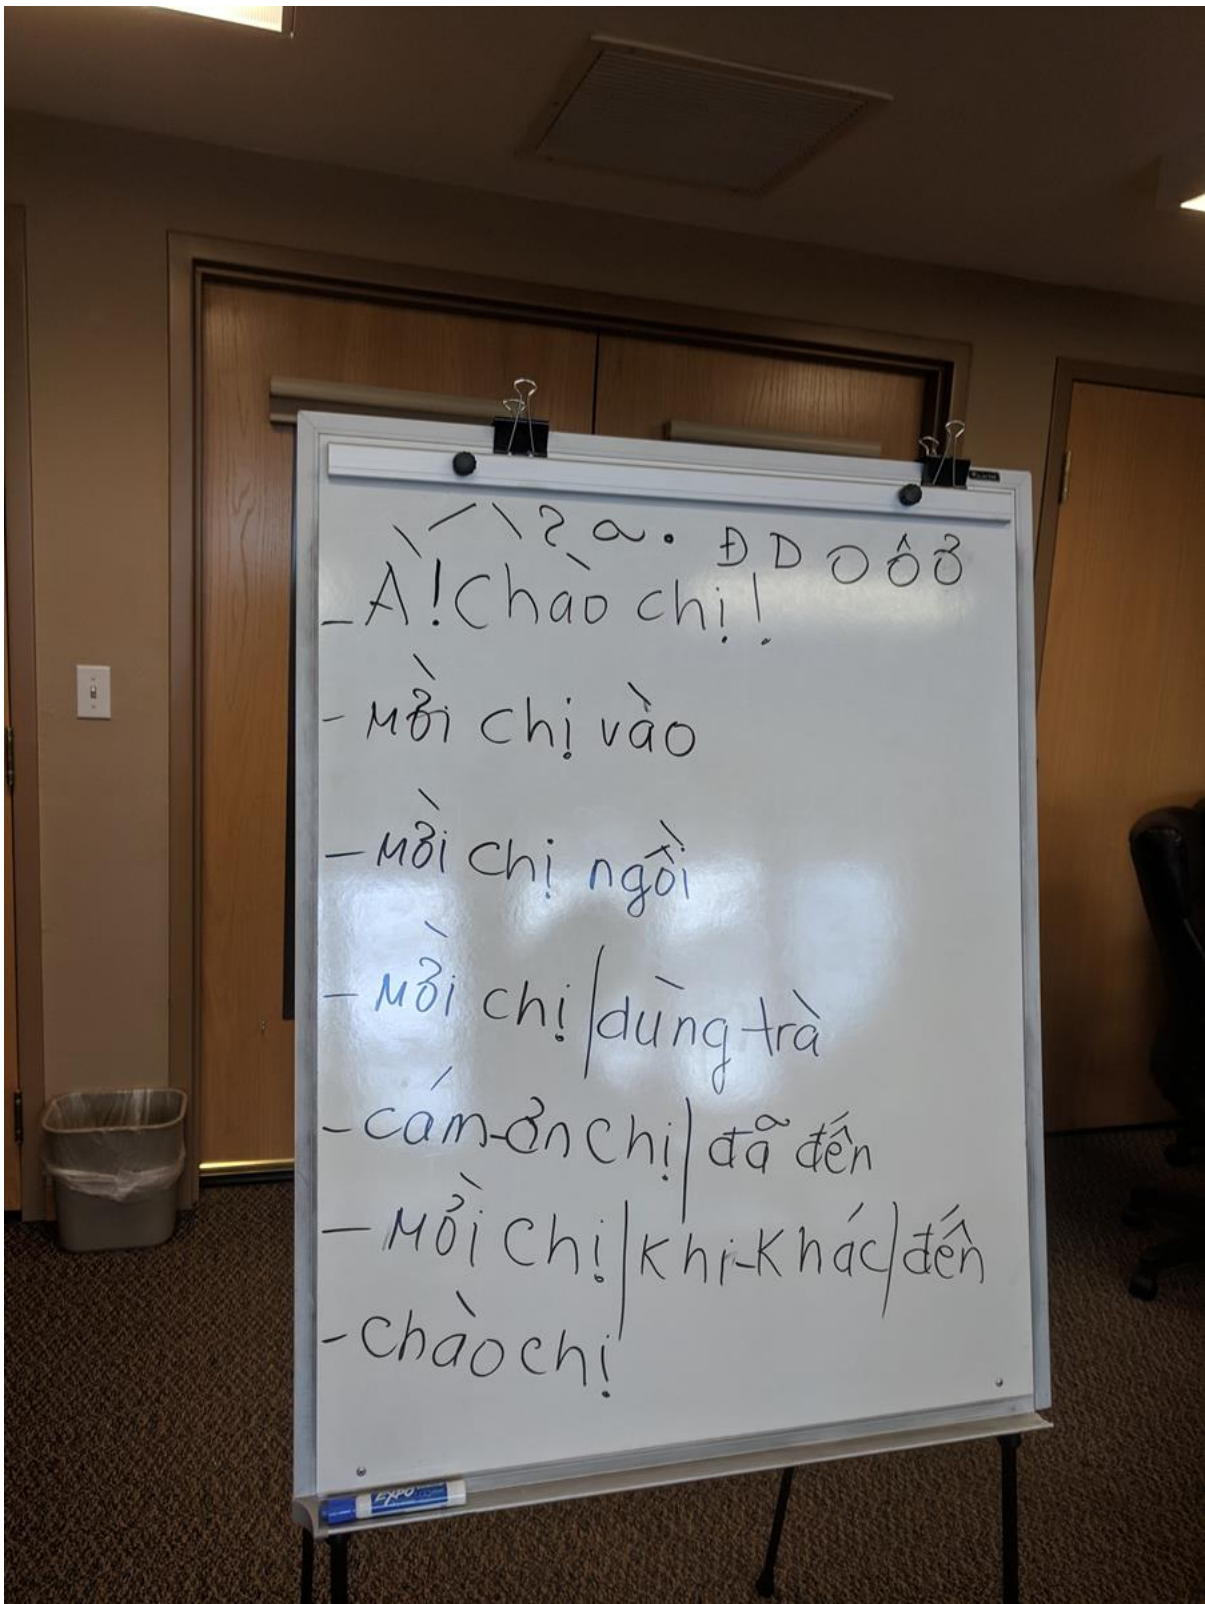 / \ ? ~ . Đ D O Ô Ơ
- À! Chào chị!
- Mời chị vào
- Mời chị ngồi
- Mời chị/dùng trà
- Cám-ơn chị/đã đến
- Mời chị/khi-khác/đến
- Chào chị
EXPO